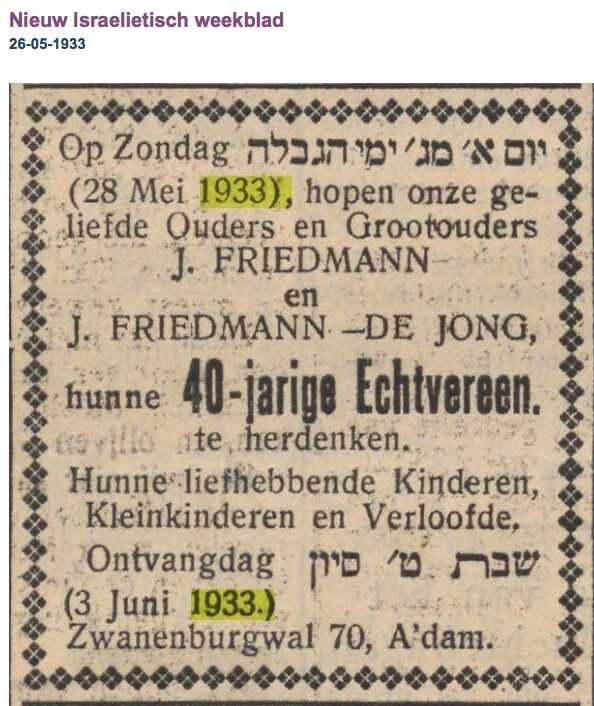 Nieuw Israelietisch weekblad
26-05-1933
Op Zondag יום א׳ מג׳ ימי הגבלה
(28 Mei 1933), hopen onze ge-
liefde Ouders en Grootouders
J. FRIEDMANN
en
J. FRIEDMANN —DE JONG,
hunne 40-jarige Echtvereen.
te herdenken.
Hunne liefhebbende Kinderen,
Kleinkinderen en Verloofde.
Ontvangdag שבת ט׳ סיון
(3 Juni 1933.)
Zwanenburgwal 70, A'dam.